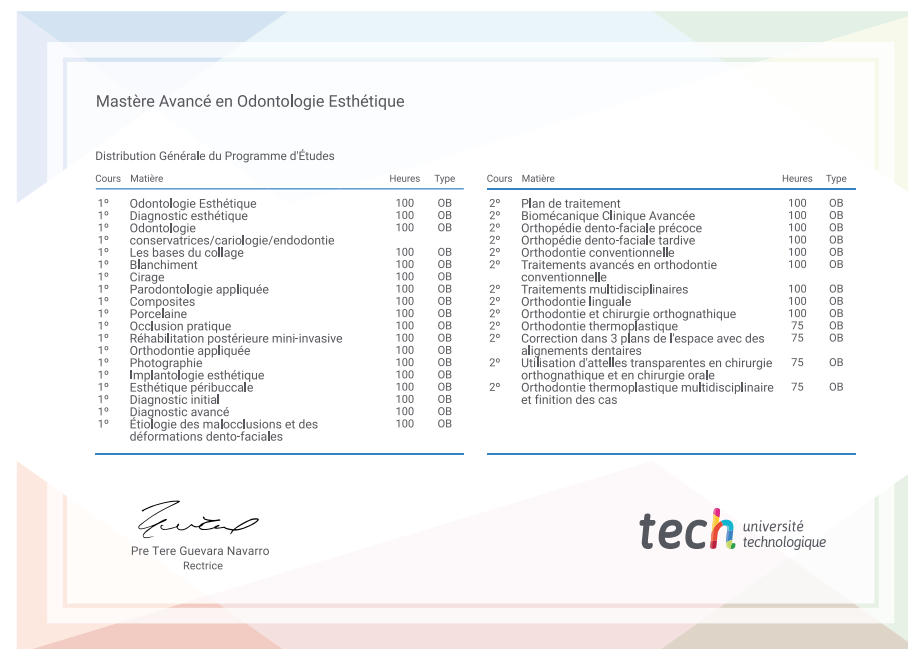 Mastère Avancé en Odontologie Esthétique
Distribution Générale du Programme d'Études
Cours Matière Heures Type
1º Odontologie Esthétique 100 OB
1º Diagnostic esthétique 100 OB
1º Odontologie 100 OB
1º conservatrices/cariologie/endodontie
1º Les bases du collage 100 OB
1º Blanchiment 100 OB
1º Cirage 100 OB
1º Parodontologie appliquée 100 OB
1º Composites 100 OB
1º Porcelaine 100 OB
1º Occlusion pratique 100 OB
1º Réhabilitation postérieure mini-invasive 100 OB
1º Orthodontie appliquée 100 OB
1º Photographie 100 OB
1º Implantologie esthétique 100 OB
1º Esthétique péribuccale 100 OB
1º Diagnostic initial 100 OB
1º Diagnostic avancé 100 OB
1º Étiologie des malocclusions et des 100 OB
déformations dento-faciales
Cours Matière Heures Type
2º Plan de traitement 100 OB
2º Biomécanique Clinique Avancée 100 OB
2º Orthopédie dento-faciale précoce 100 OB
2º Orthopédie dento-faciale tardive 100 OB
2º Orthodontie conventionnelle 100 OB
2º Traitements avancés en orthodontie 100 OB
conventionnelle
2º Traitements multidisciplinaires 100 OB
2º Orthodontie linguale 100 OB
2º Orthodontie et chirurgie orthognathique 100 OB
2º Orthodontie thermoplastique 75 OB
2º Correction dans 3 plans de l'espace avec des 75 OB
alignements dentaires
2º Utilisation d'attelles transparentes en chirurgie 75 OB
orthognathique et en chirurgie orale
2º Orthodontie thermoplastique multidisciplinaire 75 OB
et finition des cas
Pre Tere Guevara Navarro
Rectrice
tech université
technologique